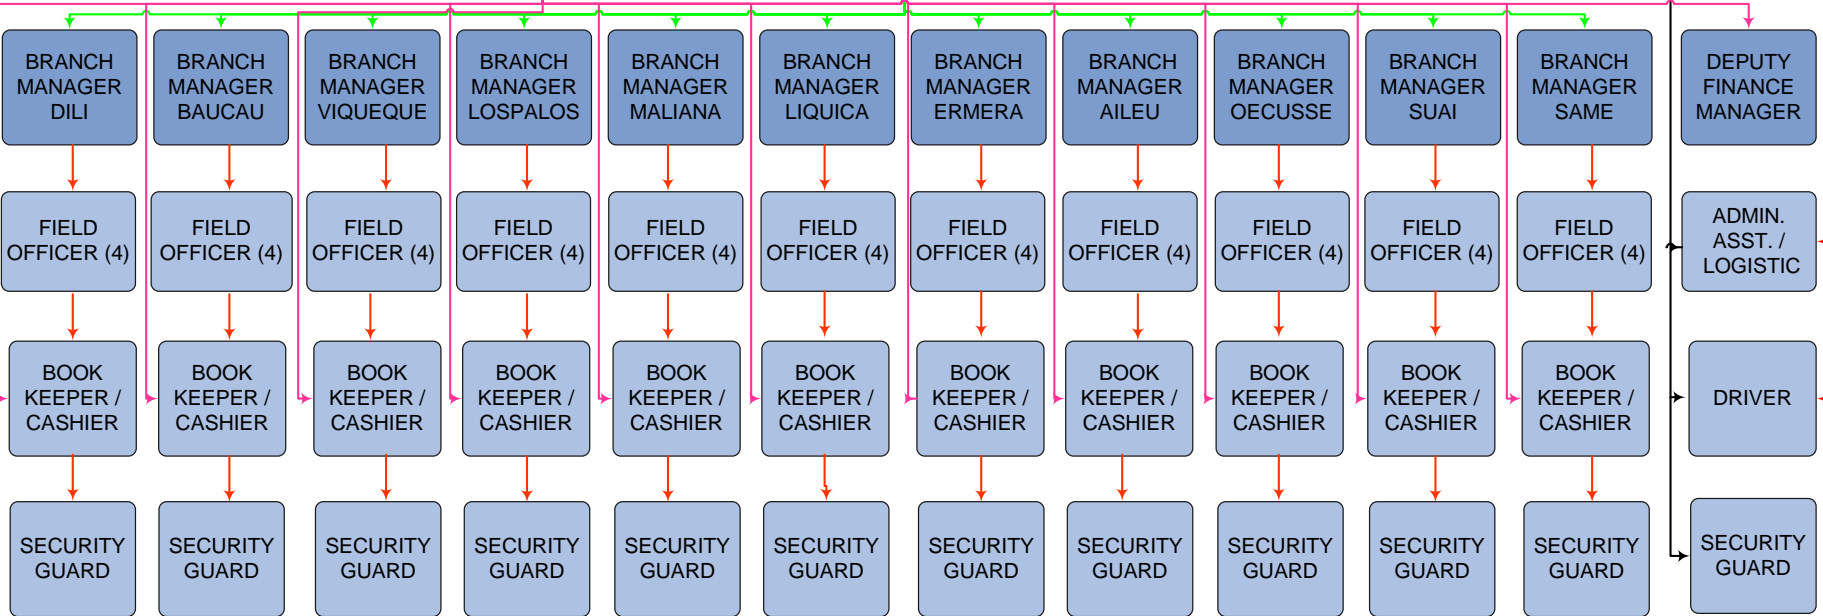 BRANCH
MANAGER
DILI
BRANCH
MANAGER
BAUCAU
BRANCH
MANAGER
VIQUEQUE
BRANCH
MANAGER
LOSPALOS
BRANCH
MANAGER
MALIANA
BRANCH
MANAGER
LIQUICA
BRANCH
MANAGER
ERMERA
BRANCH
MANAGER
AILEU
BRANCH
MANAGER
OECUSSE
BRANCH
MANAGER
SUAI
BRANCH
MANAGER
SAME
DEPUTY
FINANCE
MANAGER
FIELD
OFFICER (4)
FIELD
OFFICER (4)
FIELD
OFFICER (4)
FIELD
OFFICER (4)
FIELD
OFFICER (4)
FIELD
OFFICER (4)
FIELD
OFFICER (4)
FIELD
OFFICER (4)
FIELD
OFFICER (4)
FIELD
OFFICER (4)
FIELD
OFFICER (4)
ADMIN.
ASST. /
LOGISTIC
BOOK
KEEPER /
CASHIER
BOOK
KEEPER /
CASHIER
BOOK
KEEPER /
CASHIER
BOOK
KEEPER /
CASHIER
BOOK
KEEPER /
CASHIER
BOOK
KEEPER /
CASHIER
BOOK
KEEPER /
CASHIER
BOOK
KEEPER /
CASHIER
BOOK
KEEPER /
CASHIER
BOOK
KEEPER /
CASHIER
BOOK
KEEPER /
CASHIER
DRIVER
SECURITY
GUARD
SECURITY
GUARD
SECURITY
GUARD
SECURITY
GUARD
SECURITY
GUARD
SECURITY
GUARD
SECURITY
GUARD
SECURITY
GUARD
SECURITY
GUARD
SECURITY
GUARD
SECURITY
GUARD
SECURITY
GUARD